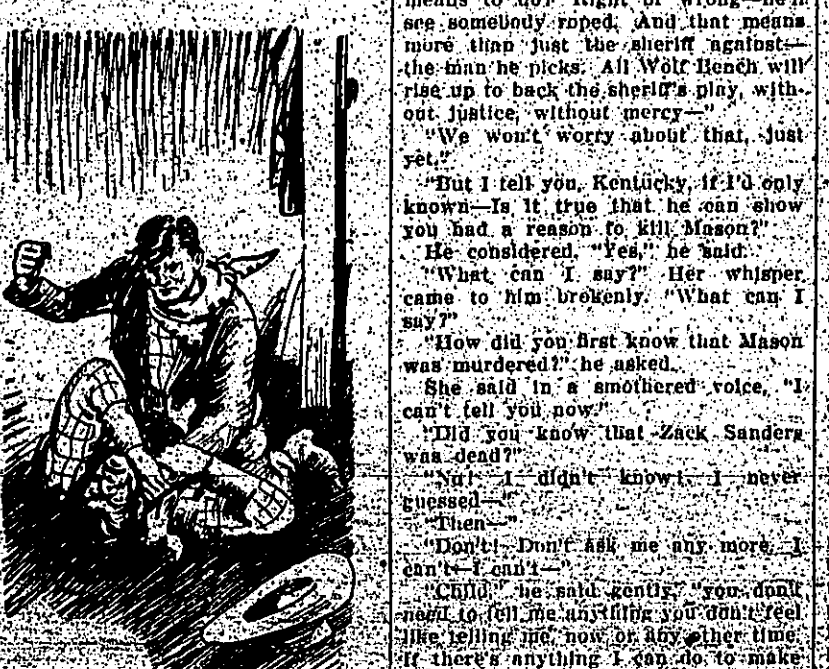 means to do? Right or wrong—he'll
see somebody roped. And that means
more than just the sheriff against—
the man he picks. All Wolf Bench will
rise up to back the sheriff's play, with-
out justice, without mercy—"
"We won't worry about that, just
yet."
"But I tell you, Kentucky, if I'd only
known—Is it true that he can show
you had a reason to kill Mason?"
He considered. "Yes," he said.
"What can I say?" Her whisper
came to him brokenly. "What can I
say?"
"How did you first know that Mason
was murdered?" he asked.
She said in a smothered voice, "I
can't tell you now."
"Did you know that Zack Sanders
was dead?"
"No! I didn't know! I never
guessed—"
"Then—"
"Don't! Don't ask me any more. I
can't—I can't—"
"Child," he said gently, "you don't
need to tell me anything you don't feel
like telling me, now or any other time.
If there's anything I can do to make